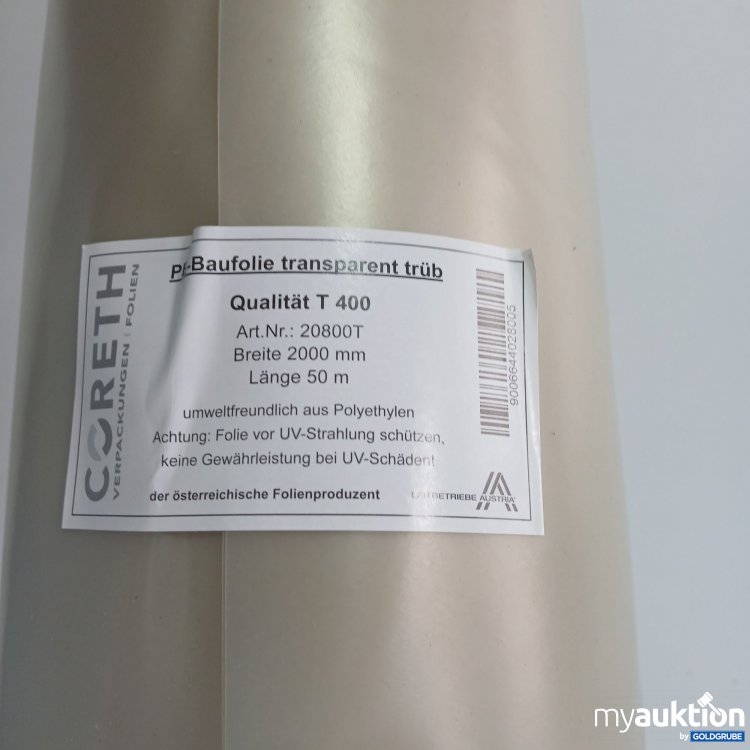 PE-Baufolie transparent trüb
Qualität T 400
Art.Nr.: 20800T
Breite 2000 mm
Länge 50 m
umweltfreundlich aus Polyethylen
Achtung: Folie vor UV-Strahlung schützen,
keine Gewährleistung bei UV-Schäden!
der österreichische Folienproduzent
BETRIEBE AUSTRIA
CORETH
VERPACKUNGEN | FOLIEN
9006644028005
myauktion
by GOLDGRUBE